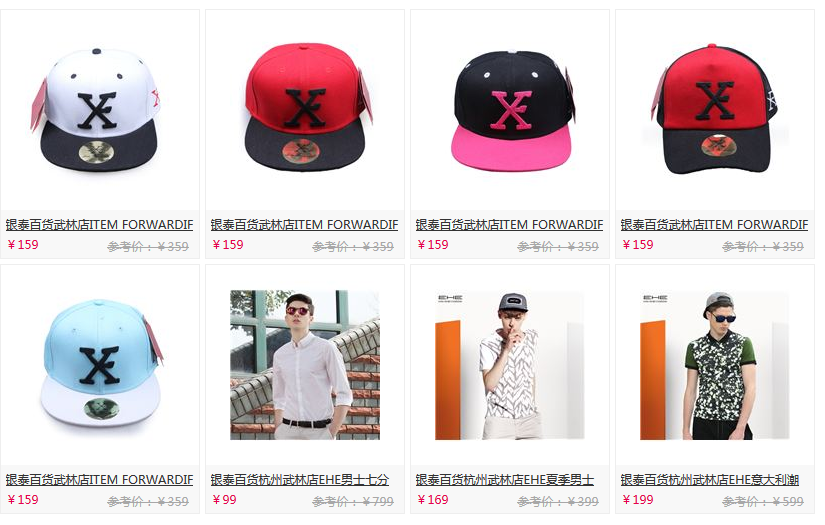 银泰百货武林店ITEM FORWARDIF
银泰百货武林店ITEM FORWARDIF
银泰百货武林店ITEM FORWARDIF
银泰百货武林店ITEM FORWARDIF
￥159 参考价：￥359
￥159 参考价：￥359
￥159 参考价：￥359
￥159 参考价：￥359
EHE
EHE
银泰百货武林店ITEM FORWARDIF
银泰百货杭州武林店EHE男士七分
银泰百货杭州武林店EHE夏季男士
银泰百货杭州武林店EHE意大利潮
￥159 参考价：￥359
￥99 参考价：￥799
￥169 参考价：￥399
￥199 参考价：￥599